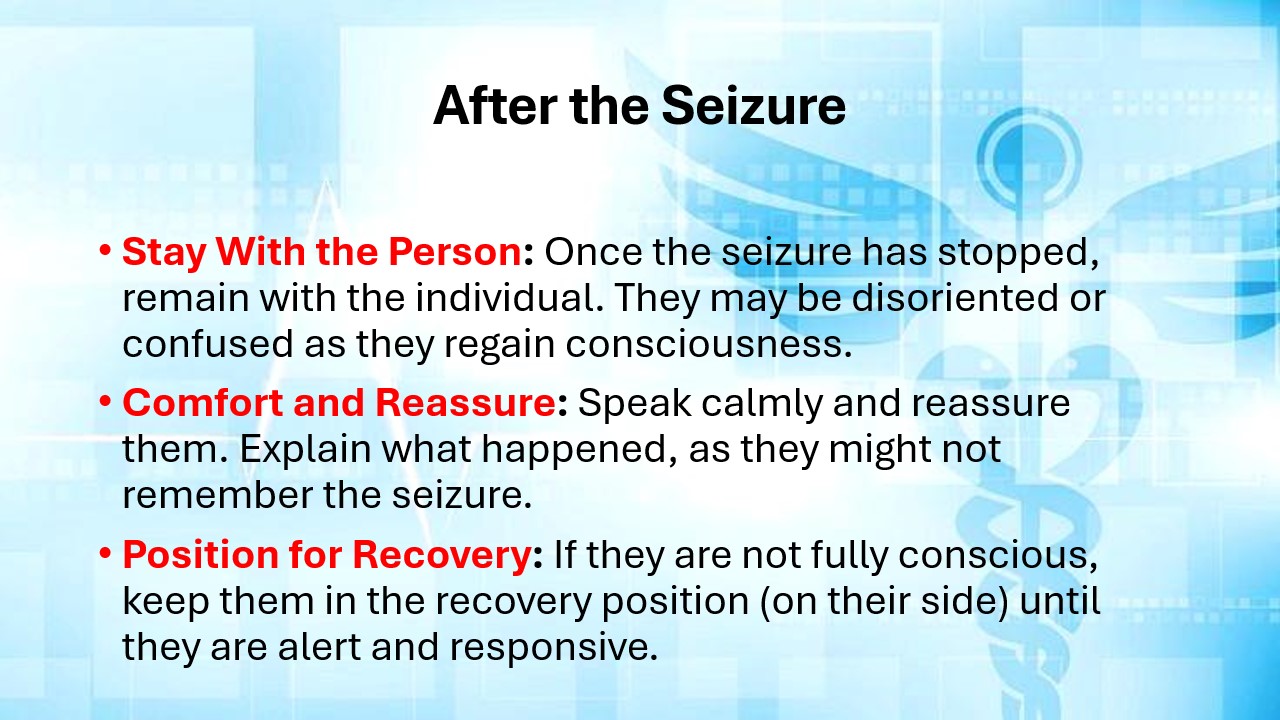 After the Seizure
• Stay With the Person: Once the seizure has stopped,
remain with the individual. They may be disoriented or
confused as they regain consciousness.
• Comfort and Reassure: Speak calmly and reassure
them. Explain what happened, as they might not
remember the seizure.
• Position for Recovery: If they are not fully conscious,
keep them in the recovery position (on their side) until
they are alert and responsive.